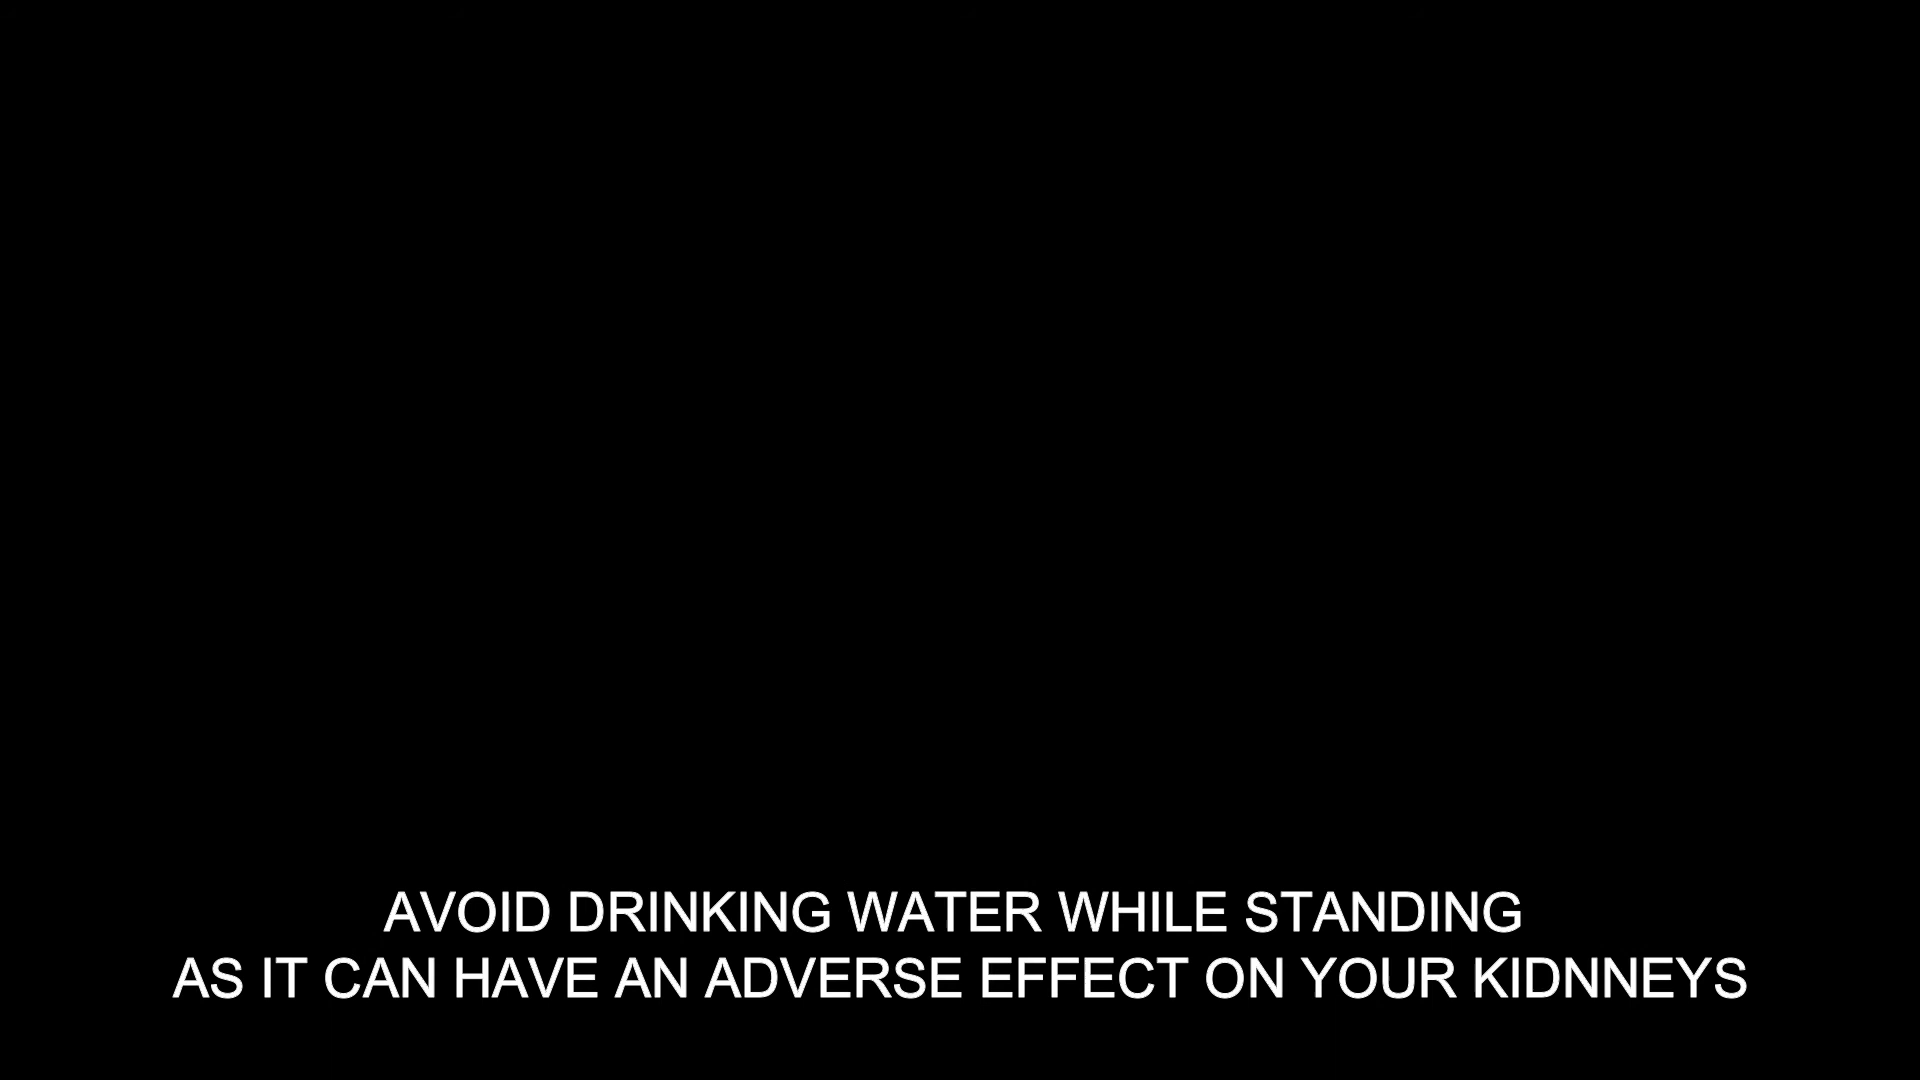 AVOID DRINKING WATER WHILE STANDING
AS IT CAN HAVE AN ADVERSE EFFECT ON YOUR KIDNNEYS